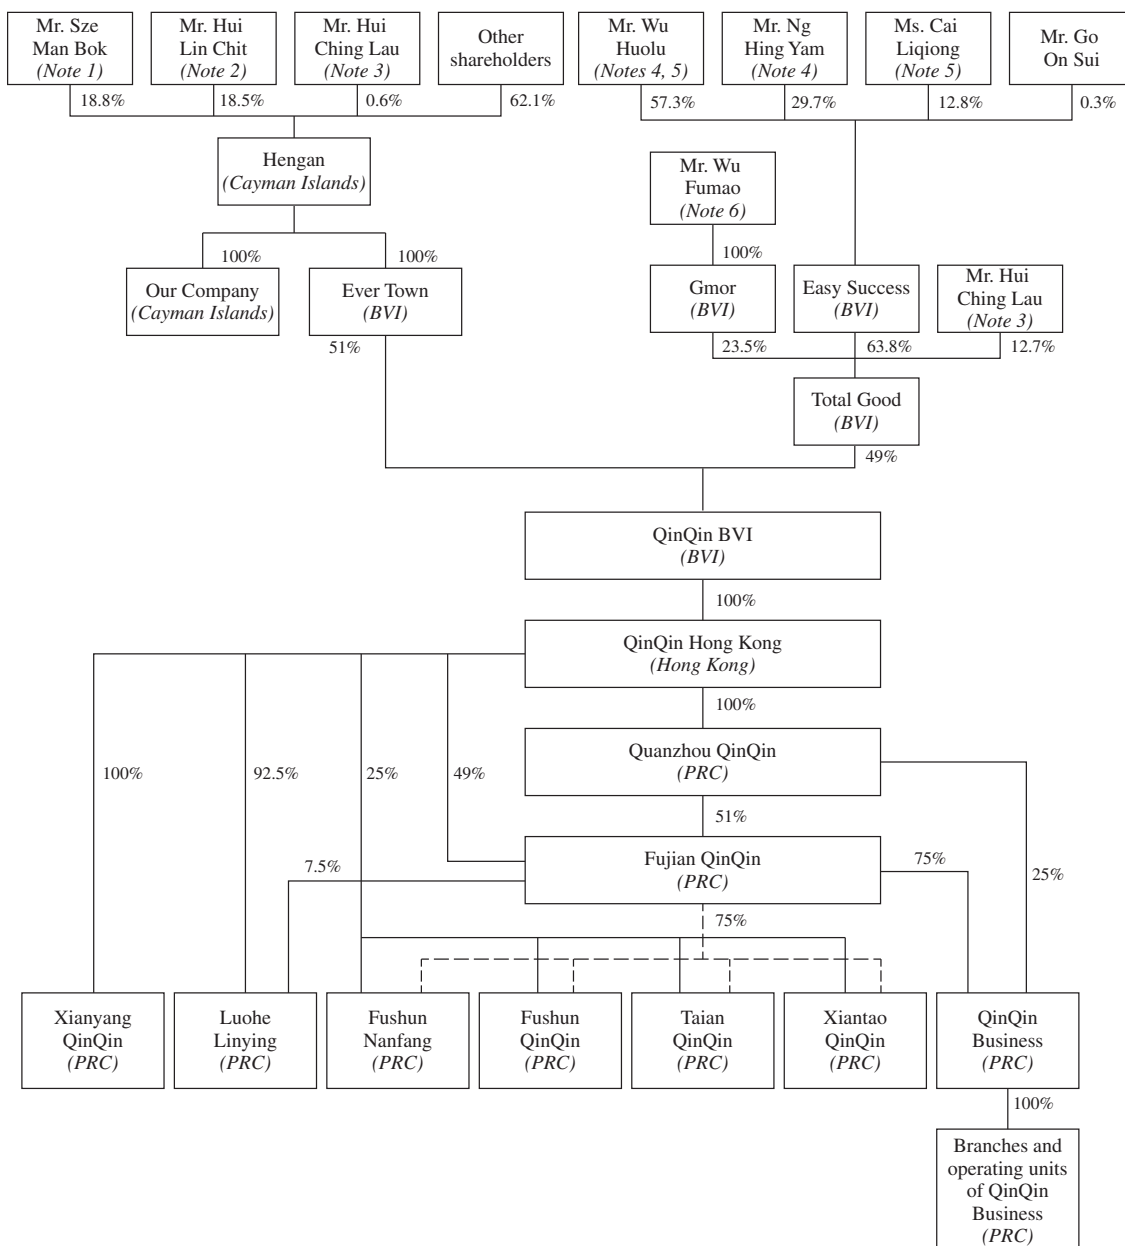 Mr. Sze
Man Bok
(Note 1)
Mr. Hui
Lin Chit
(Note 2)
Mr. Hui
Ching Lau
(Note 3)
Other
shareholders
Mr. Wu
Huolu
(Notes 4, 5)
Mr. Ng
Hing Yam
(Note 4)
Ms. Cai
Liqiong
(Note 5)
Mr. Go
On Sui
18.8%
18.5%
0.6%
62.1%
57.3%
29.7%
12.8%
0.3%
Hengan
(Cayman Islands)
Mr. Wu
Fumao
(Note 6)
100%
100%
100%
Our Company
(Cayman Islands)
Ever Town
(BVI)
Gmor
(BVI)
Easy Success
(BVI)
Mr. Hui
Ching Lau
(Note 3)
51%
23.5%
63.8%
12.7%
Total Good
(BVI)
49%
QinQin BVI
(BVI)
100%
QinQin Hong Kong
(Hong Kong)
100%
Quanzhou QinQin
(PRC)
100%
92.5%
25%
49%
51%
Fujian QinQin
(PRC)
7.5%
75%
25%
75%
Xianyang
QinQin
(PRC)
Luohe
Linying
(PRC)
Fushun
Nanfang
(PRC)
Fushun
QinQin
(PRC)
Taian
QinQin
(PRC)
Xiantao
QinQin
(PRC)
QinQin
Business
(PRC)
100%
Branches and
operating units
of QinQin
Business
(PRC)